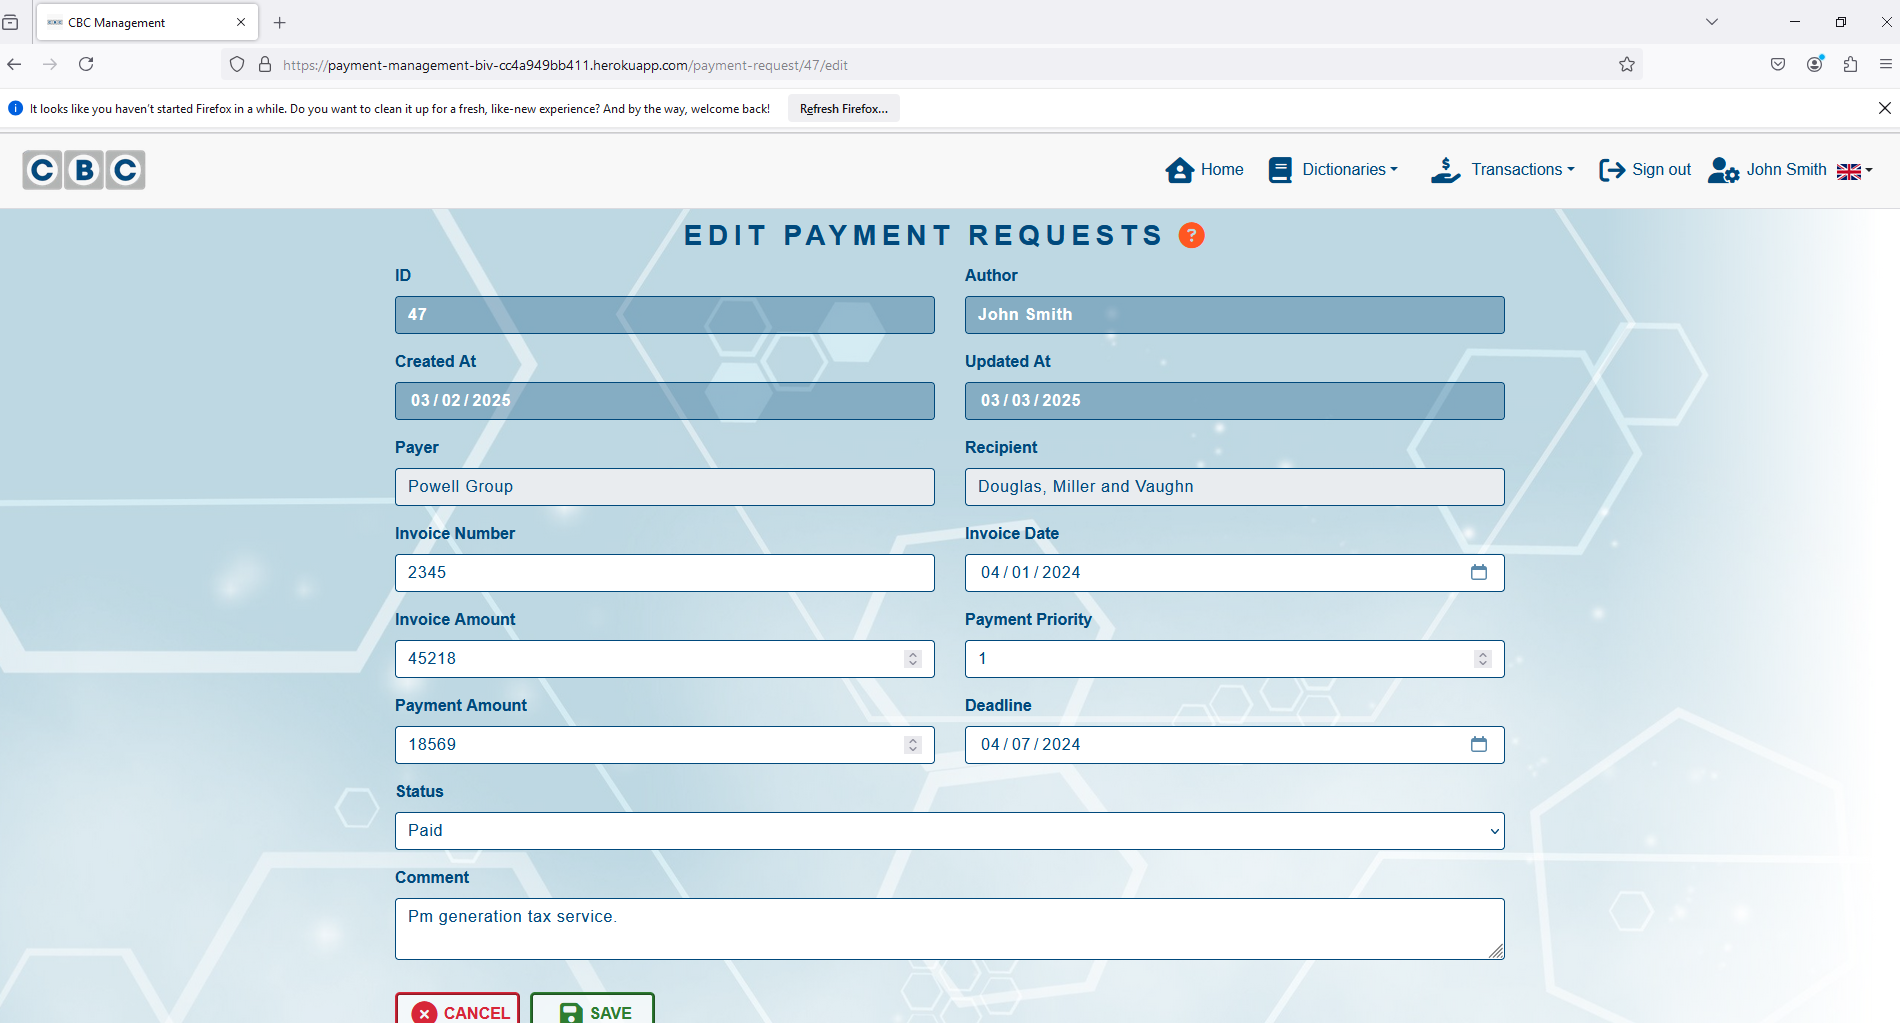 CBC Management
https://payment-management-biv-cc4a949bb411.herokuapp.com/payment-request/47/edit
It looks like you haven't started Firefox in a while. Do you want to clean it up for a fresh, like-new experience? And by the way, welcome back! Refresh Firefox...
CBC Home Dictionaries Transactions Sign out John Smith
EDIT PAYMENT REQUESTS ?
ID Author
47 John Smith
Created At Updated At
03/02/2025 03/03/2025
Payer Recipient
Powell Group Douglas, Miller and Vaughn
Invoice Number Invoice Date
2345 04/01/2024
Invoice Amount Payment Priority
45218 1
Payment Amount Deadline
18569 04/07/2024
Status
Paid
Comment
Pm generation tax service.
CANCEL SAVE